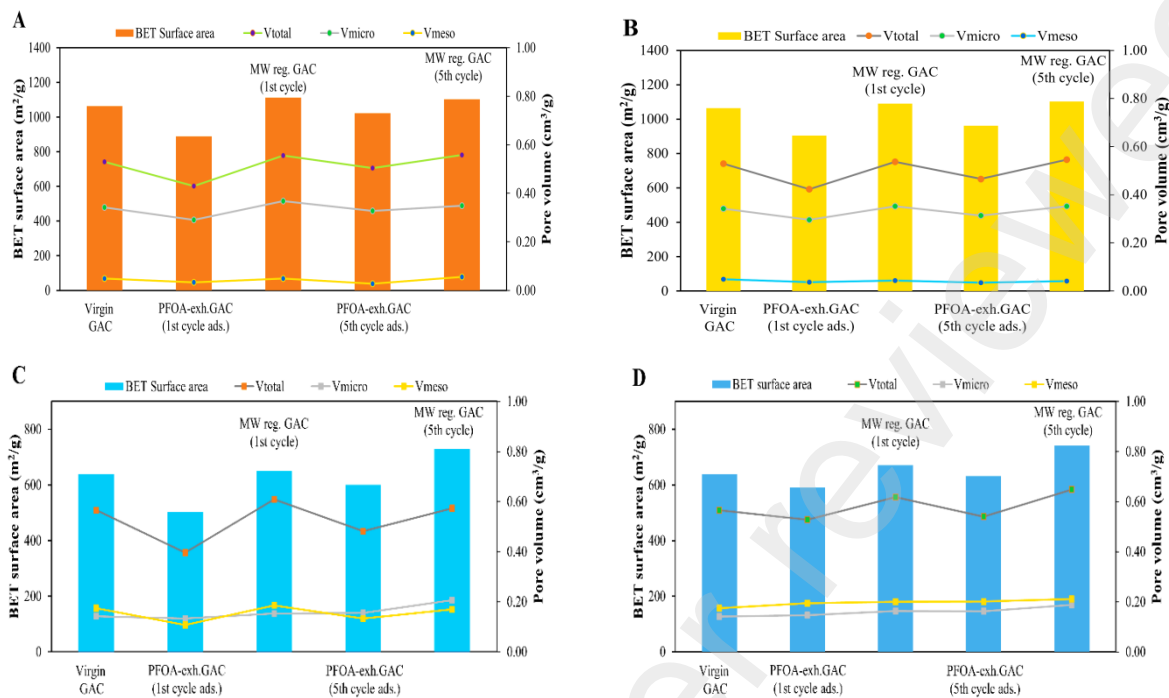 A
BET Surface area Vtotal Vmicro Vmeso
1400
1200
1000
800
600
400
200
0
BET surface area (m²/g)
MW reg. GAC
(1st cycle)
MW reg. GAC
(5th cycle)
1.00
0.80
0.60
0.40
0.20
0.00
Pore volume (cm³/g)
Virgin
GAC
PFOA-exh.GAC
(1st cycle ads.)
PFOA-exh.GAC
(5th cycle ads.)
B
BET Surface area Vtotal Vmicro Vmeso
1400
1200
1000
800
600
400
200
0
BET surface area (m²/g)
MW reg. GAC
(1st cycle)
MW reg. GAC
(5th cycle)
1.00
0.80
0.60
0.40
0.20
0.00
Pore volume (cm³/g)
Virgin
GAC
PFOA-exh.GAC
(1st cycle ads.)
PFOA-exh.GAC
(5th cycle ads.)
C
BET Surface area Vtotal Vmicro Vmeso
800
600
400
200
0
BET surface area (m²/g)
MW reg. GAC
(1st cycle)
MW reg. GAC
(5th cycle)
1.00
0.80
0.60
0.40
0.20
0.00
Pore volume (cm³/g)
Virgin
GAC
PFOA-exh.GAC
(1st cycle ads.)
PFOA-exh.GAC
(5th cycle ads.)
D
BET surface area Vtotal Vmicro Vmeso
800
600
400
200
0
BET surface area (m²/g)
MW reg. GAC
(1st cycle)
MW reg. GAC
(5th cycle)
1.00
0.80
0.60
0.40
0.20
0.00
Pore volume (cm³/g)
Virgin
GAC
PFOA-exh.GAC
(1st cycle ads.)
PFOA-exh.GAC
(5th cycle ads.)
er reviewe